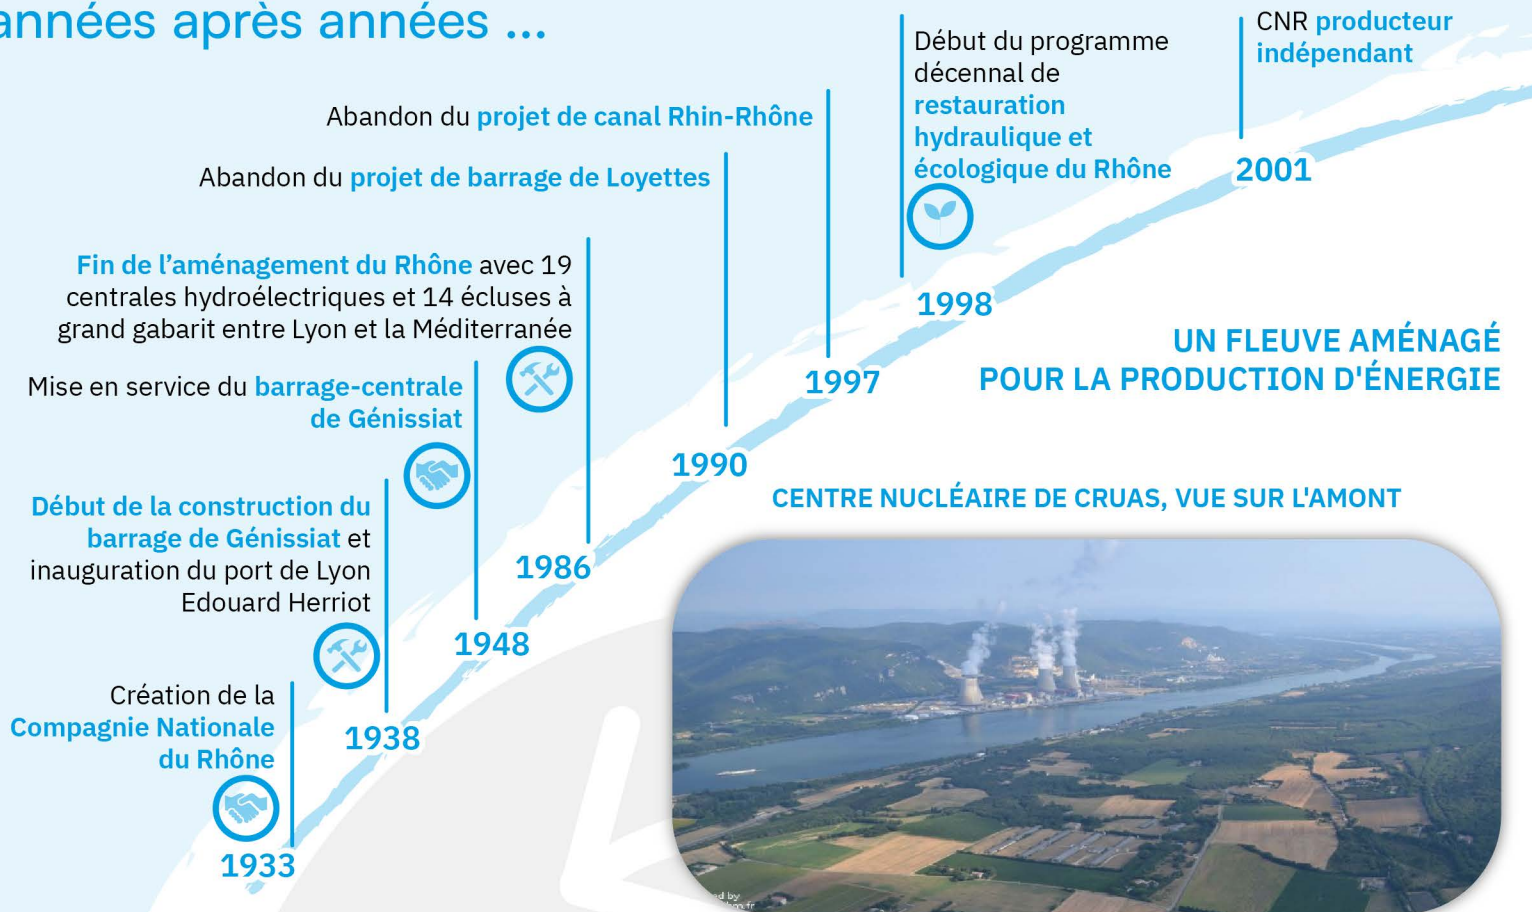 années après années ...
CNR producteur
indépendant
Début du programme
décennal de
restauration
hydraulique et
écologique du Rhône
Abandon du projet de canal Rhin-Rhône
2001
Abandon du projet de barrage de Loyettes
Fin de l’aménagement du Rhône avec 19
centrales hydroélectriques et 14 écluses à
grand gabarit entre Lyon et la Méditerranée
1998
UN FLEUVE AMÉNAGÉ
POUR LA PRODUCTION D'ÉNERGIE
1997
Mise en service du barrage-centrale
de Génissiat
1990
CENTRE NUCLÉAIRE DE CRUAS, VUE SUR L'AMONT
Début de la construction du
barrage de Génissiat et
inauguration du port de Lyon
Edouard Herriot
1986
1948
Création de la
Compagnie Nationale
du Rhône
1938
1933